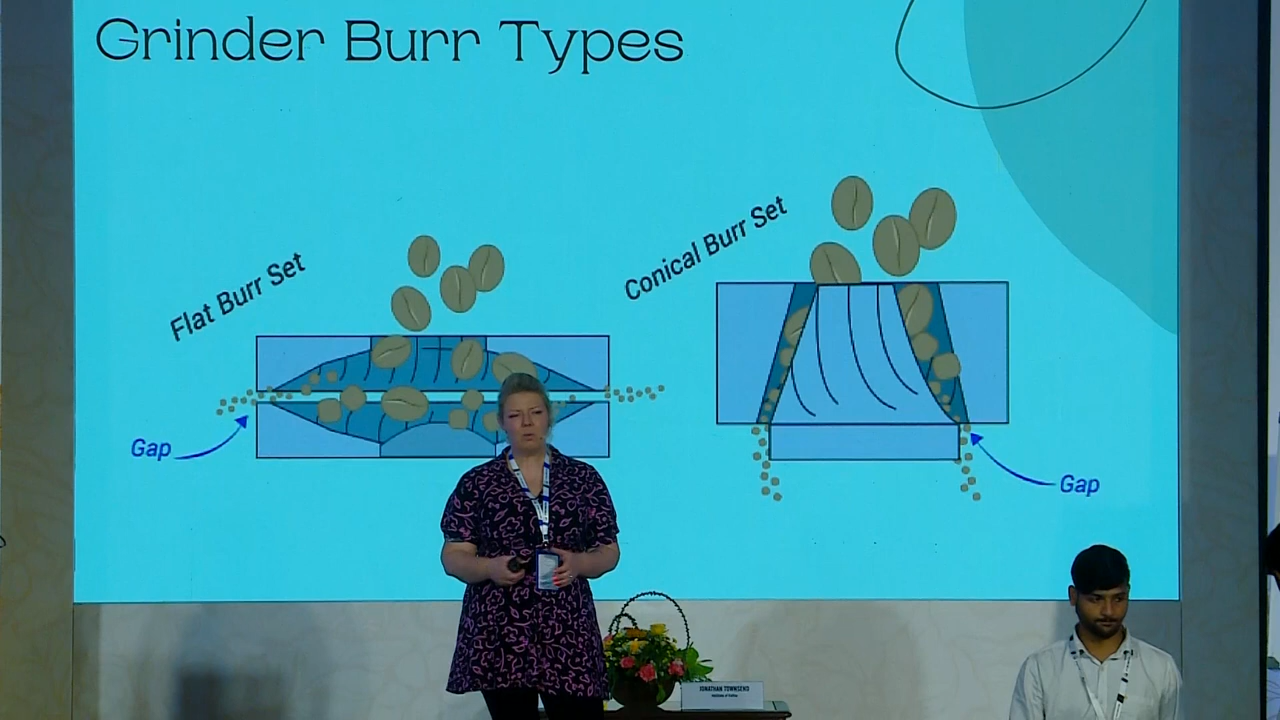 Grinder Burr Types
Flat Burr Set
Conical Burr Set
Gap
Gap
JONATHAN TOWNSEND